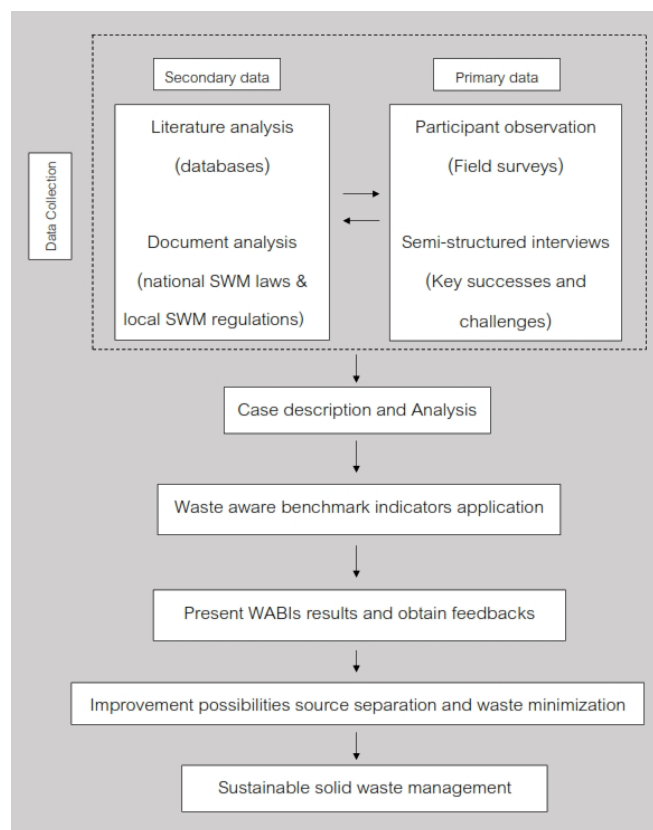 Secondary data
Primary data
Data Collection
Literature analysis
(databases)
Document analysis
(national SWM laws &
local SWM regulations)
Participant observation
(Field surveys)
Semi-structured interviews
(Key successes and
challenges)
Case description and Analysis
Waste aware benchmark indicators application
Present WABIs results and obtain feedbacks
Improvement possibilities source separation and waste minimization
Sustainable solid waste management